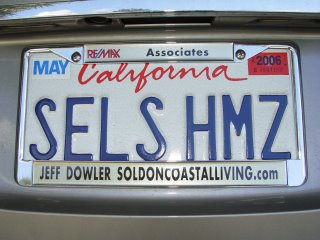 RE/MAX Associates
MAY California 2006
SELS HMZ
JEFF DOWLER SOLDONCOASTALLIVING.com